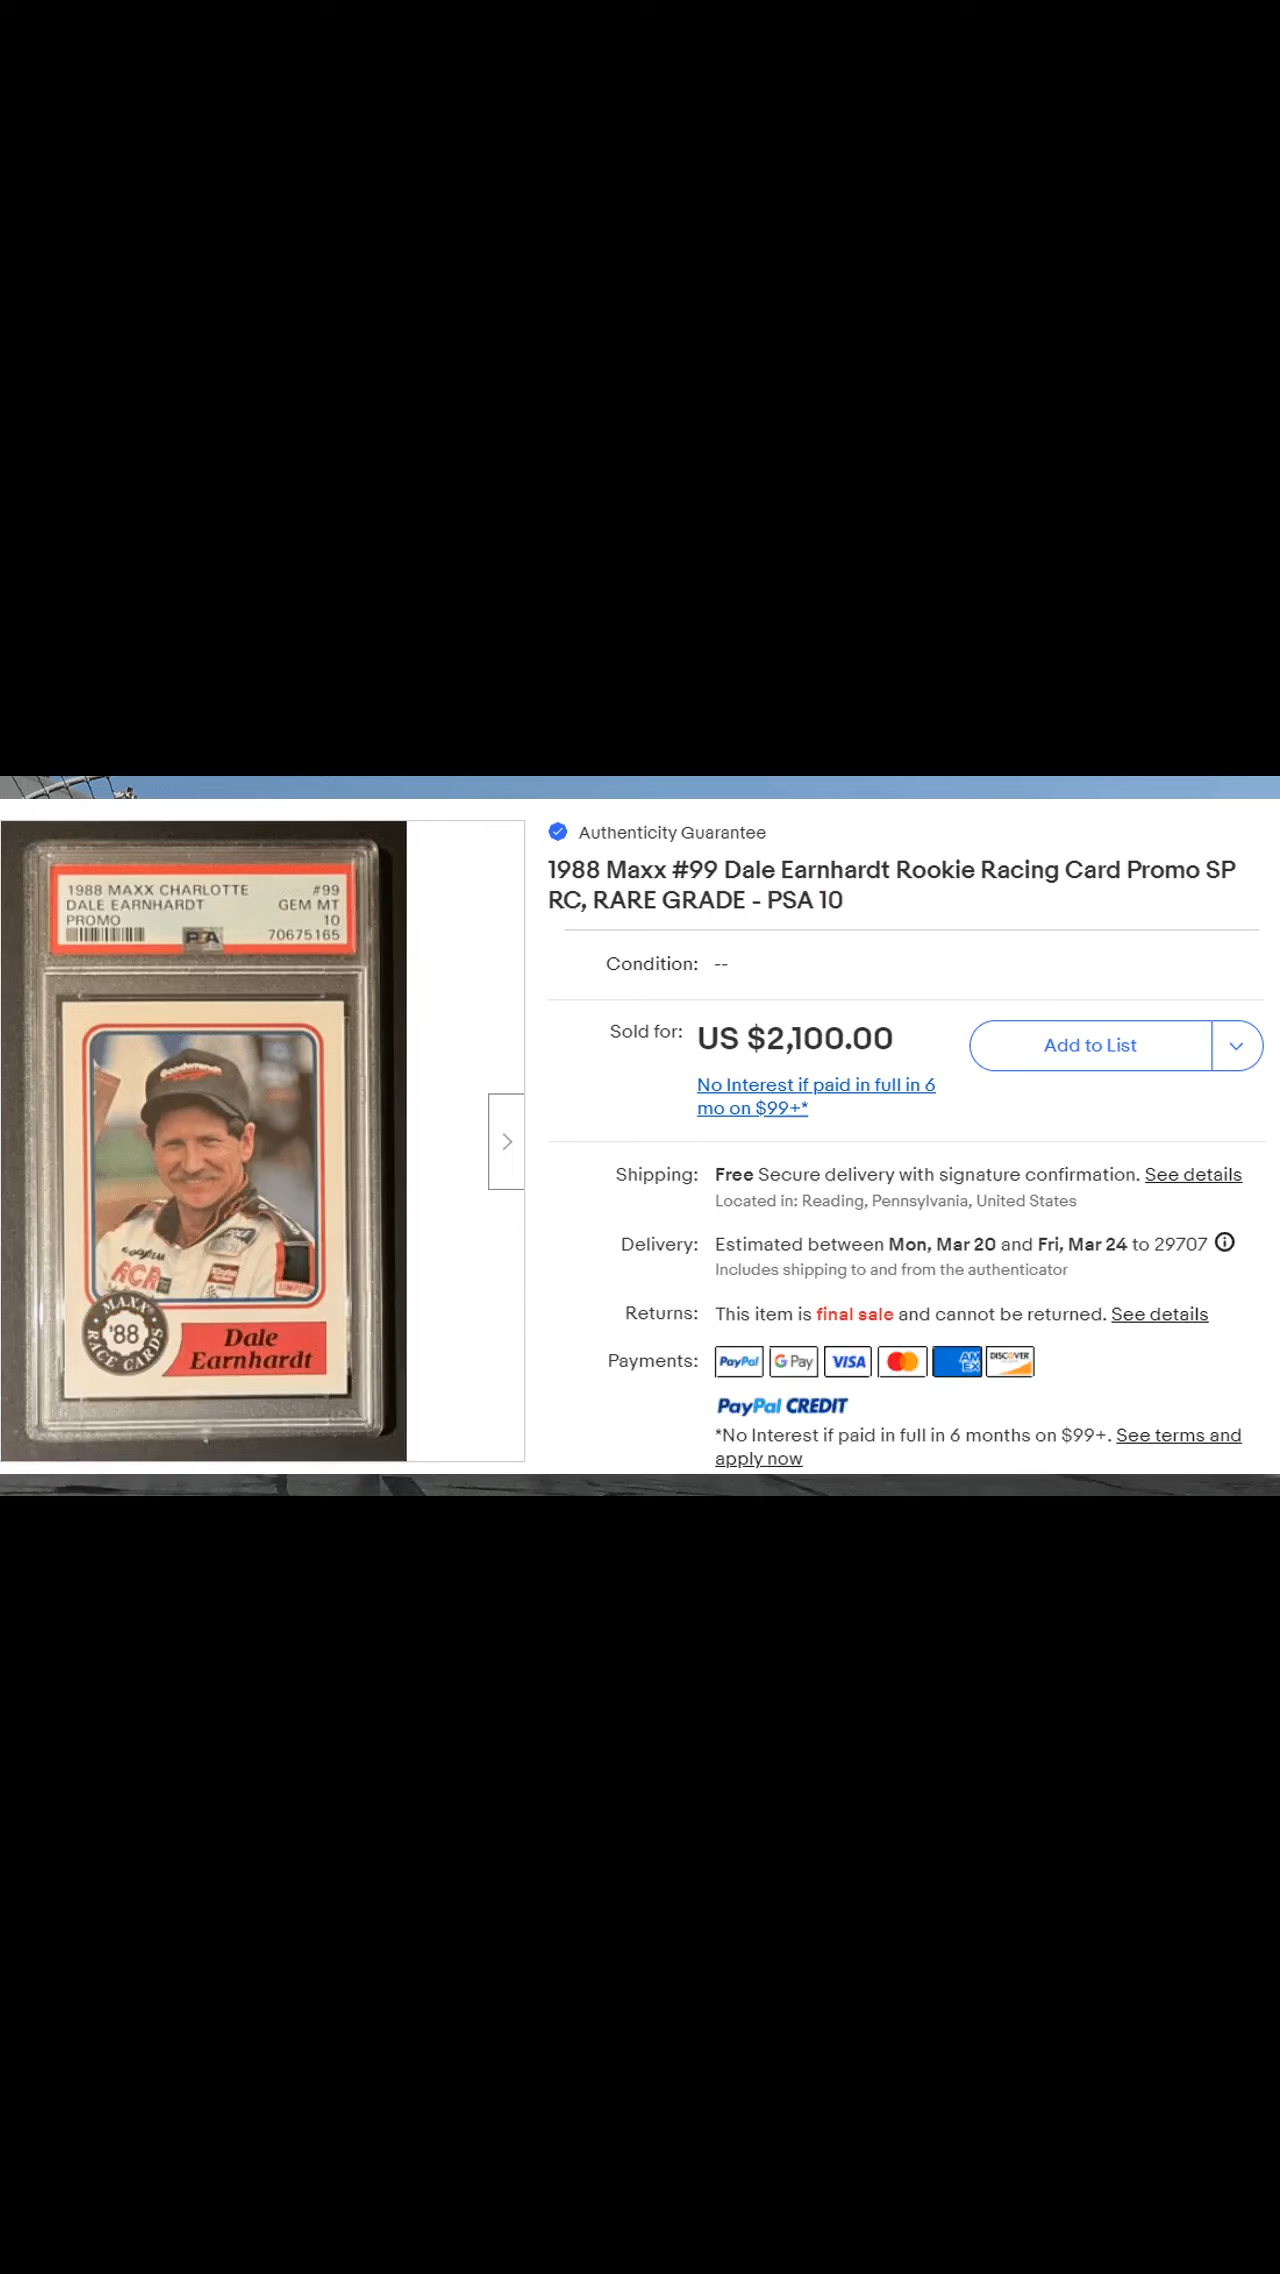 1988 MAXX CHARLOTTE #99
DALE EARNHARDT GEM MT
PROMO 10
PSA 70675165
Goodwrench
GOODYEAR
RCR
SIMPSON
MAXX
'88
RACE CARDS
Dale
Earnhardt
Authenticity Guarantee
1988 Maxx #99 Dale Earnhardt Rookie Racing Card Promo SP
RC, RARE GRADE - PSA 10
Condition: --
Sold for: US $2,100.00
Add to List
No Interest if paid in full in 6
mo on $99+*
Shipping: Free Secure delivery with signature confirmation. See details
Located in: Reading, Pennsylvania, United States
Delivery: Estimated between Mon, Mar 20 and Fri, Mar 24 to 29707
Includes shipping to and from the authenticator
Returns: This item is final sale and cannot be returned. See details
Payments: PayPal G Pay VISA AMEX DISCOVER
PayPal CREDIT
*No Interest if paid in full in 6 months on $99+. See terms and
apply now